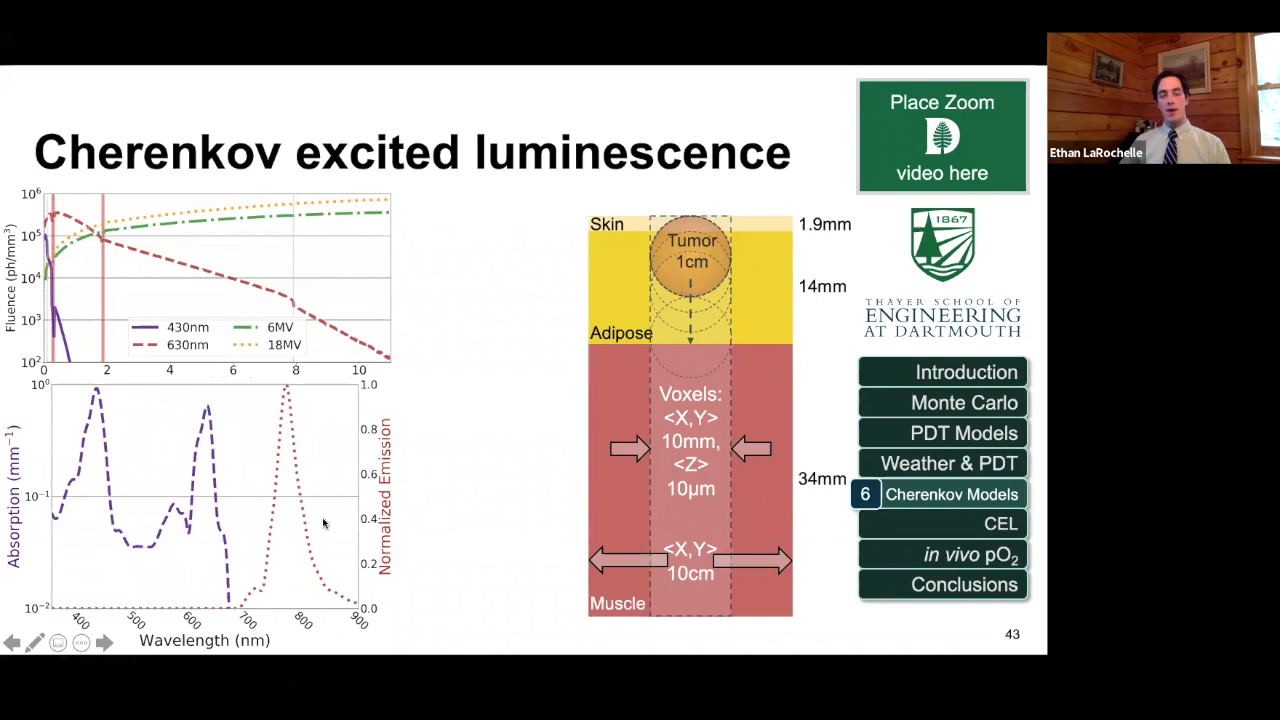 Cherenkov excited luminescence
Place Zoom
D
video here
Ethan LaRochelle
10⁶
10⁵
10⁴
10³
10²
Fluence (ph/mm³)
430nm
6MV
630nm
18MV
0
2
4
6
8
10
10⁰
10⁻¹
10⁻²
Absorption (mm⁻¹)
1.0
0.8
0.6
0.4
0.2
0.0
Normalized Emission
400
500
600
700
800
900
Wavelength (nm)
Skin
Tumor
1cm
Adipose
Voxels:
<X,Y>
10mm,
<Z>
10μm
<X,Y>
10cm
Muscle
1.9mm
14mm
34mm
1867
THAYER SCHOOL OF
ENGINEERING
AT DARTMOUTH
Introduction
Monte Carlo
PDT Models
Weather & PDT
6 Cherenkov Models
CEL
in vivo pO₂
Conclusions
43